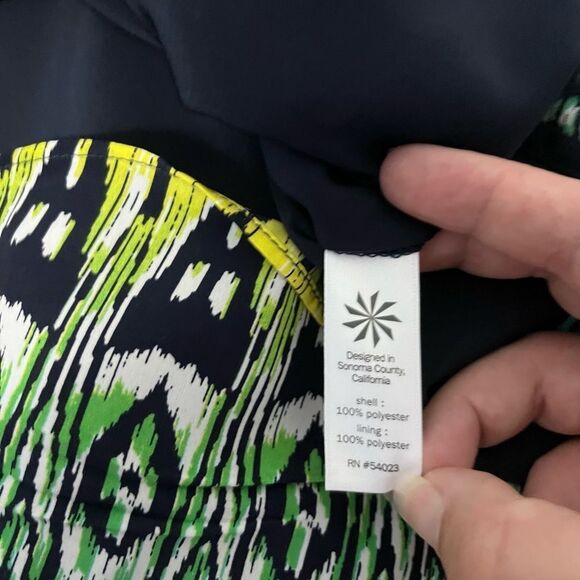 Designed in
Sonoma County,
California
shell :
100% polyester
lining :
100% polyester
RN #54023